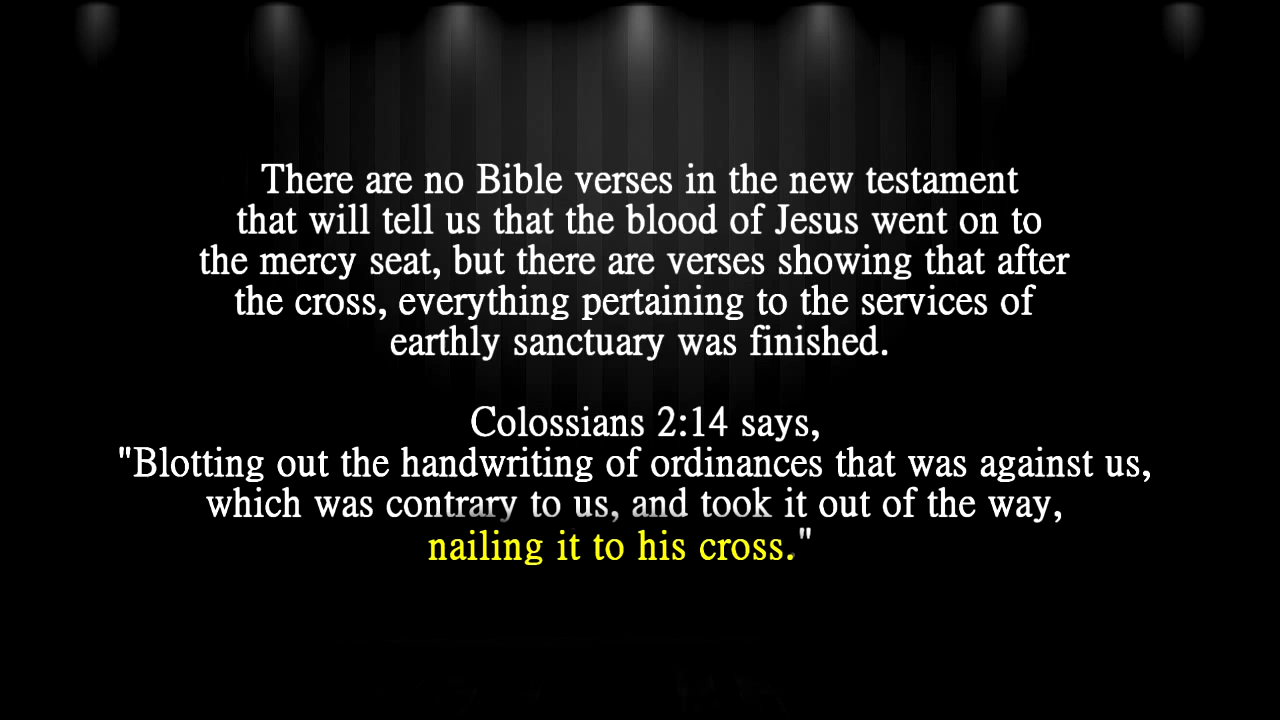 There are no Bible verses in the new testament
that will tell us that the blood of Jesus went on to
the mercy seat, but there are verses showing that after
the cross, everything pertaining to the services of
earthly sanctuary was finished.
Colossians 2:14 says,
"Blotting out the handwriting of ordinances that was against us,
which was contrary to us, and took it out of the way,
nailing it to his cross."